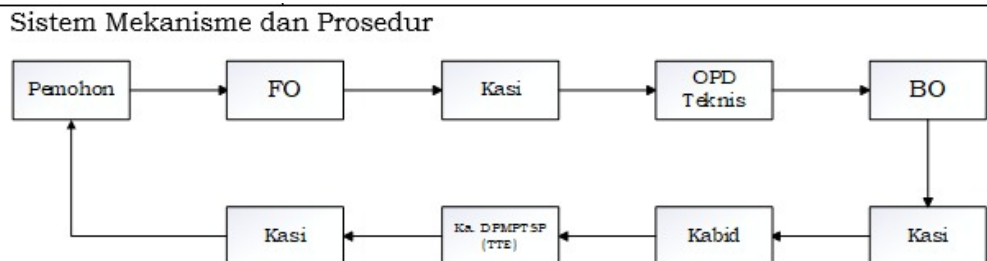 Sistem Mekanisme dan Prosedur
Pemohon
FO
Kasi
OPD
Teknis
BO
Kasi
Ka. DPMPTSP
(TTE)
Kabid
Kasi